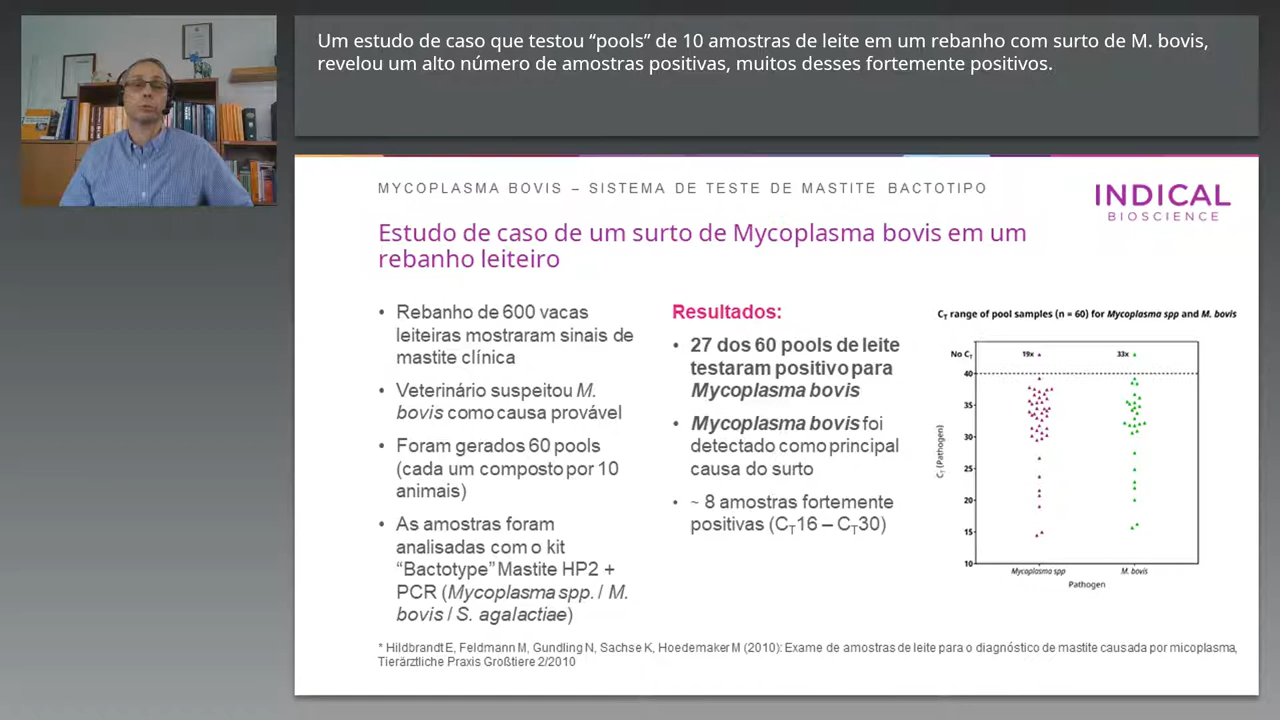 Um estudo de caso que testou “pools” de 10 amostras de leite em um rebanho com surto de M. bovis,
revelou um alto número de amostras positivas, muitos desses fortemente positivos.
MYCOPLASMA BOVIS – SISTEMA DE TESTE DE MASTITE BACTOTIPO
INDICAL
BIOSCIENCE
Estudo de caso de um surto de Mycoplasma bovis em um
rebanho leiteiro
• Rebanho de 600 vacas
leiteiras mostraram sinais de
mastite clínica
• Veterinário suspeitou M.
bovis como causa provável
• Foram gerados 60 pools
(cada um composto por 10
animais)
• As amostras foram
analisadas com o kit
“Bactotype” Mastite HP2 +
PCR (Mycoplasma spp. / M.
bovis / S. agalactiae)
Resultados:
• 27 dos 60 pools de leite
testaram positivo para
Mycoplasma bovis
• Mycoplasma bovis foi
detectado como principal
causa do surto
• ~ 8 amostras fortemente
positivas (CT16 – CT30)
CT range of pool samples (n = 60) for Mycoplasma spp and M. bovis
No CT
19x
33x
40
35
30
25
20
15
10
CT (Pathogen)
Mycoplasma spp
M. bovis
Pathogen
* Hildbrandt E, Feldmann M, Gundling N, Sachse K, Hoedemaker M (2010): Exame de amostras de leite para o diagnóstico de mastite causada por micoplasma,
Tierärztliche Praxis Großtiere 2/2010